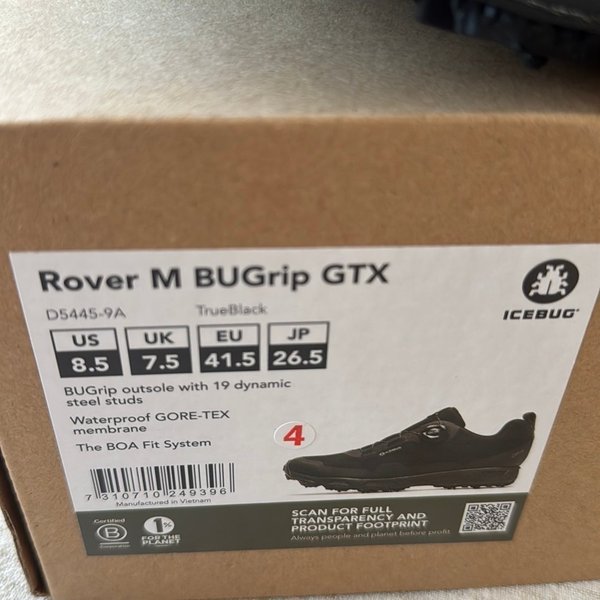 Rover M BUGrip GTX
D5445-9A TrueBlack
ICEBUG®
US UK EU JP
8.5 7.5 41.5 26.5
BUGrip outsole with 19 dynamic
steel studs
Waterproof GORE-TEX
membrane
The BOA Fit System
4
7 310710 249396
Manufactured in Vietnam
Certified
B
Corporation
1%
FOR THE
PLANET
SCAN FOR FULL
TRANSPARENCY AND
PRODUCT FOOTPRINT
Always people and planet before profit